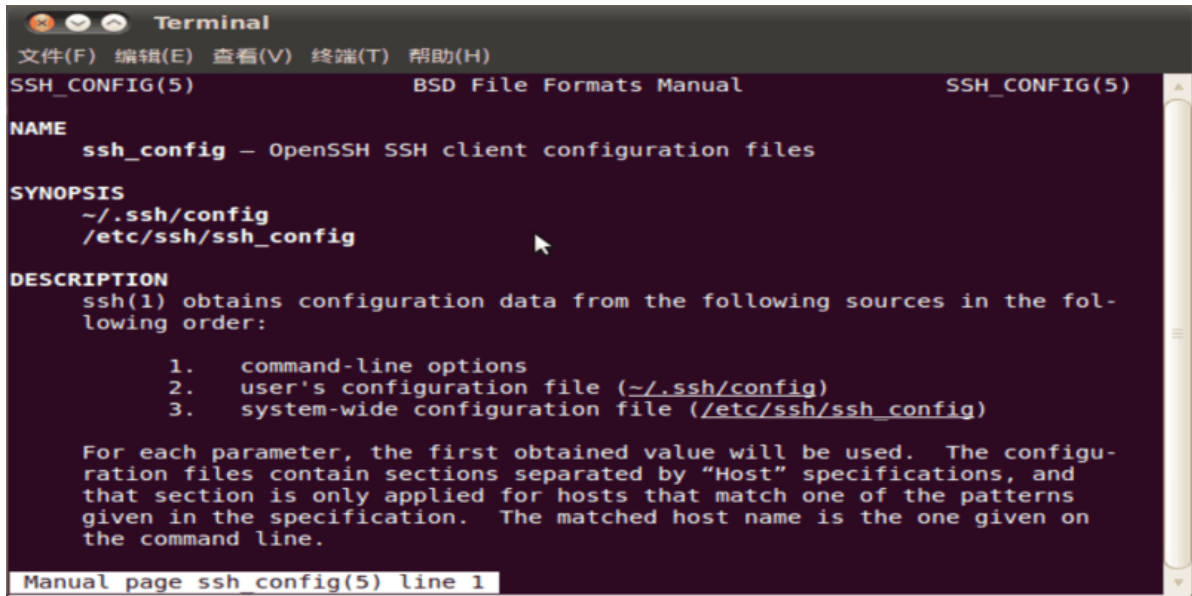 Terminal
文件(F) 编辑(E) 查看(V) 终端(T) 帮助(H)
SSH_CONFIG(5) BSD File Formats Manual SSH_CONFIG(5)
NAME
ssh_config — OpenSSH SSH client configuration files
SYNOPSIS
~/.ssh/config
/etc/ssh/ssh_config
DESCRIPTION
ssh(1) obtains configuration data from the following sources in the fol-
lowing order:
1. command-line options
2. user's configuration file (~/.ssh/config)
3. system-wide configuration file (/etc/ssh/ssh_config)
For each parameter, the first obtained value will be used. The configu-
ration files contain sections separated by “Host” specifications, and
that section is only applied for hosts that match one of the patterns
given in the specification. The matched host name is the one given on
the command line.
Manual page ssh_config(5) line 1